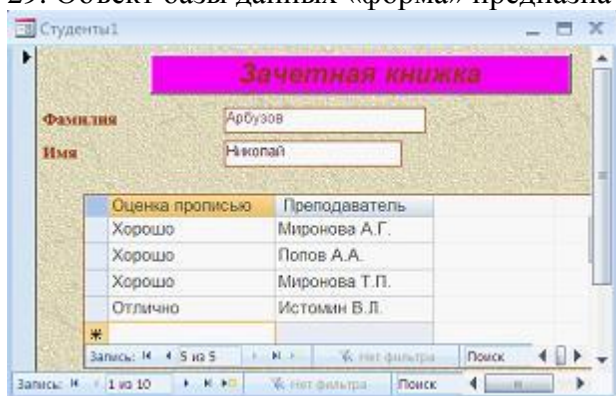 29. Объект базы данных «форма» предназна
Студенты1
Зачетная книжка
Фамилия Арбузов
Имя Николай
Оценка прописью Преподаватель
Хорошо Миронова А.Г.
Хорошо Попов А.А.
Хорошо Миронова Т.П.
Отлично Истомин В.Л.
Запись: 5 из 5 Нет фильтра Поиск
Запись: 1 из 10 Нет фильтра Поиск